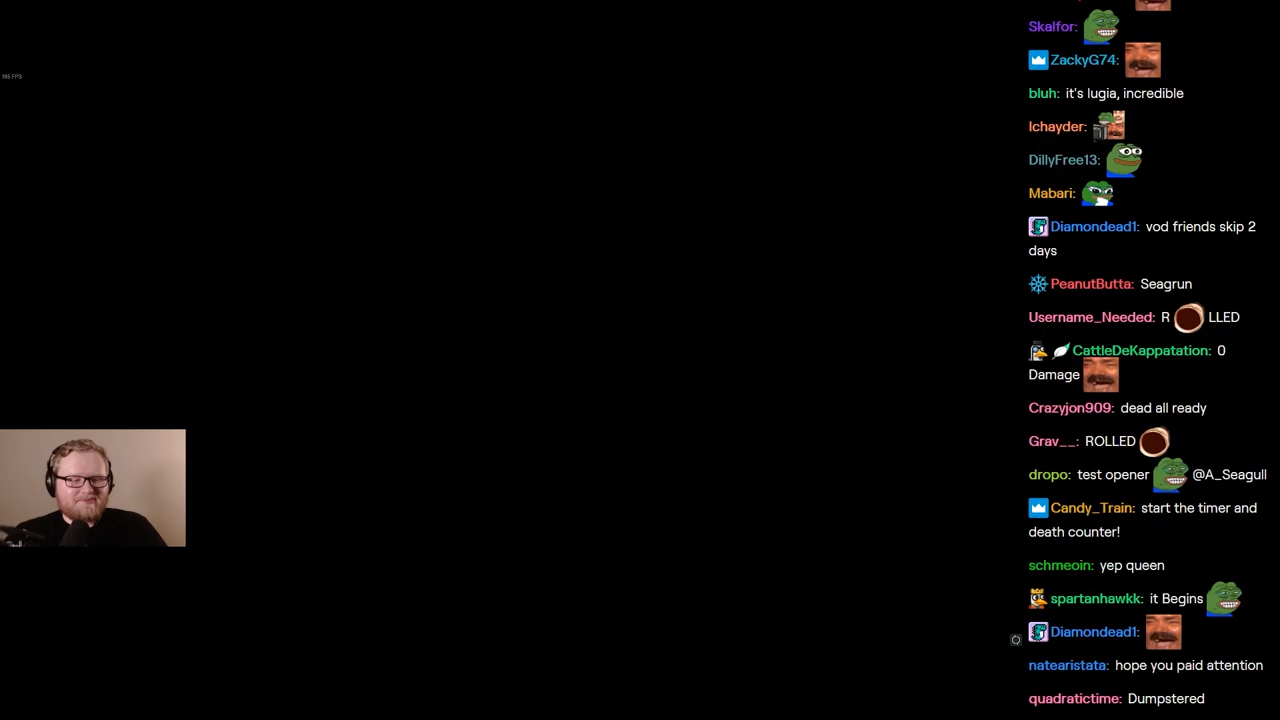 Skalfor:
186 FPS
ZackyG74:
bluh: it's lugia, incredible
Ichayder:
DillyFree13:
Mabari:
Diamondead1: vod friends skip 2
days
PeanutButta: Seagrun
Username_Needed: R LLED
CattleDeKappatation: 0
Damage
Crazyjon909: dead all ready
Grav__: ROLLED
dropo: test opener @A_Seagull
Candy_Train: start the timer and
death counter!
schmeoin: yep queen
spartanhawkk: it Begins
Diamondead1:
natearistata: hope you paid attention
quadratictime: Dumpstered